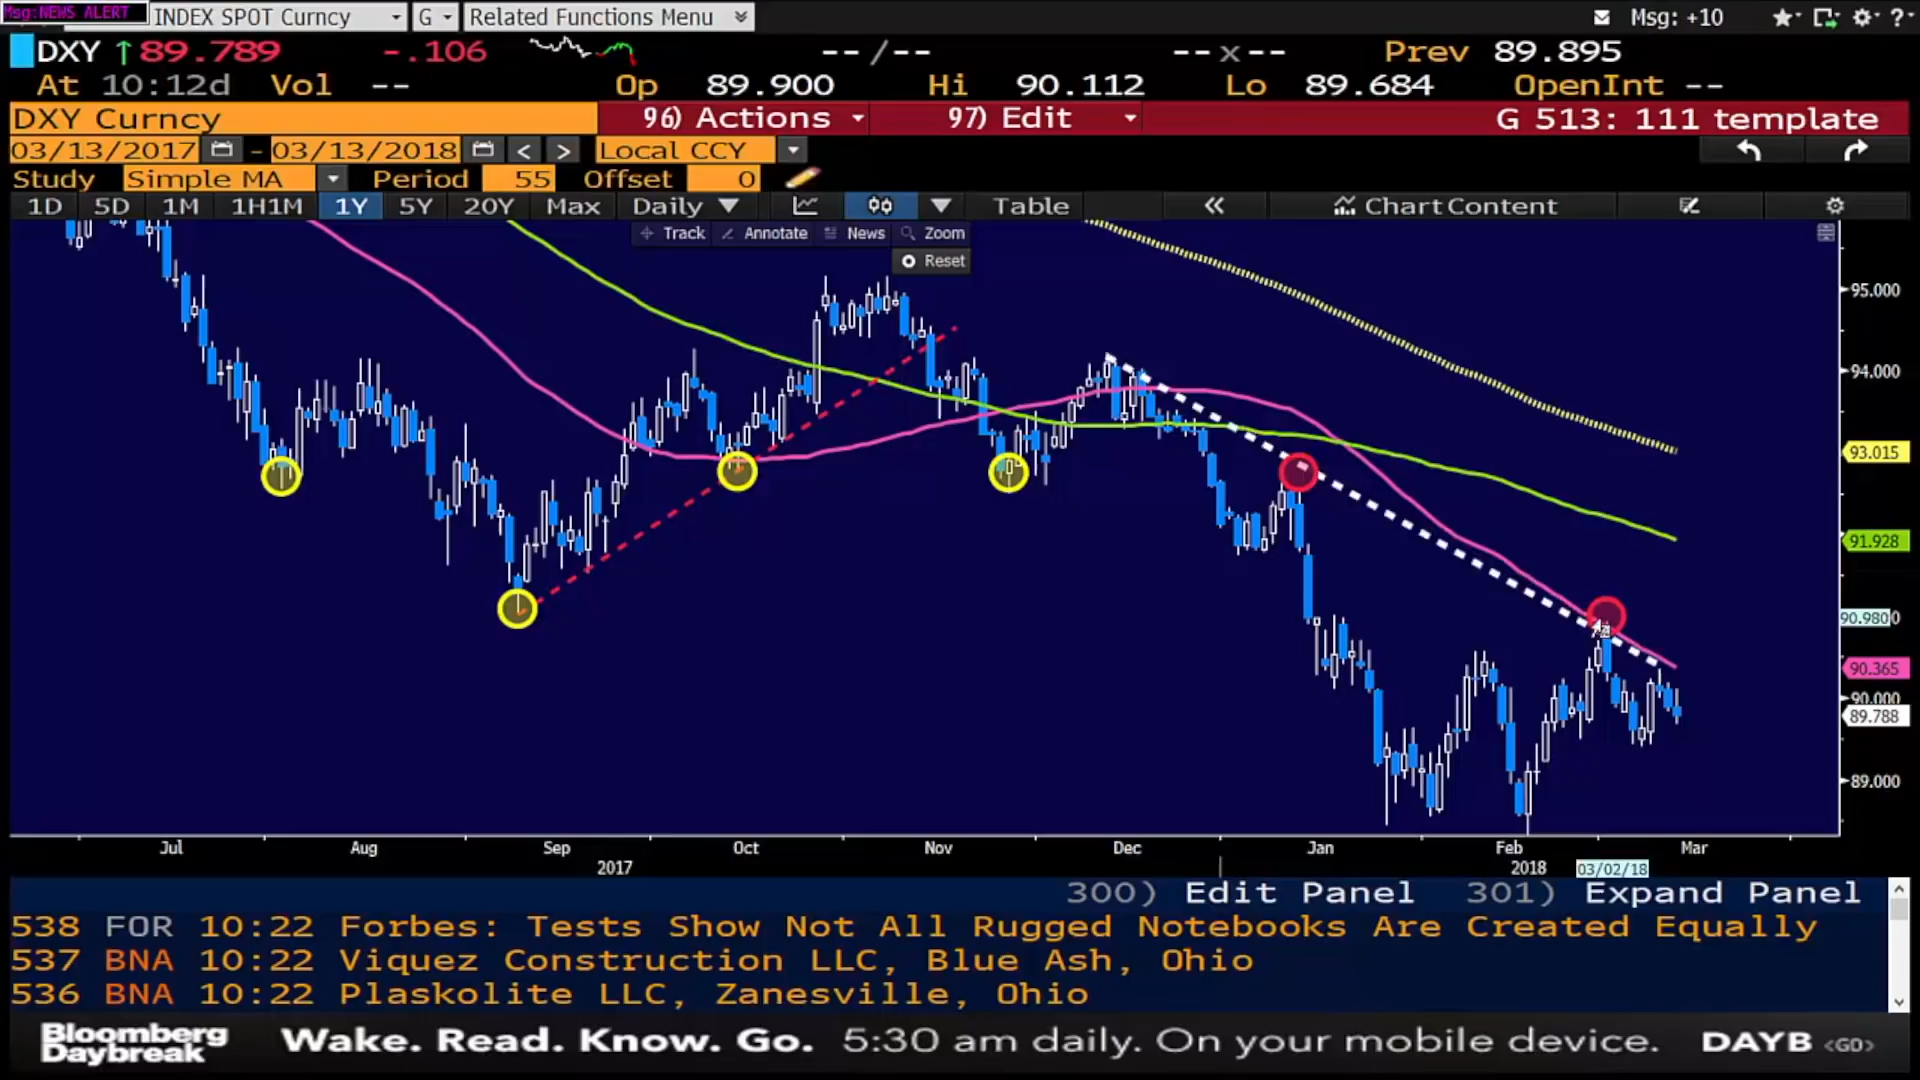 Msg:NEWS ALERT INDEX SPOT Curncy G Related Functions Menu Msg: +10
DXY ↑89.789 -.106 --/-- --x-- Prev 89.895
At 10:12d Vol -- Op 89.900 Hi 90.112 Lo 89.684 OpenInt --
DXY Curncy 96) Actions 97) Edit G 513: 111 template
03/13/2017 - 03/13/2018 < > Local CCY
Study Simple MA Period 55 Offset 0
1D 5D 1M 1H1M 1Y 5Y 20Y Max Daily ▼ Table « Chart Content
Track Annotate News Zoom
Reset
95.000
94.000
93.015
91.928
90.980
90.365
90.000
89.788
89.000
Jul Aug Sep Oct Nov Dec Jan Feb Mar
2017 2018 03/02/18
300) Edit Panel 301) Expand Panel
538 FOR 10:22 Forbes: Tests Show Not All Rugged Notebooks Are Created Equally
537 BNA 10:22 Viquez Construction LLC, Blue Ash, Ohio
536 BNA 10:22 Plaskolite LLC, Zanesville, Ohio
Bloomberg
Daybreak
Wake. Read. Know. Go. 5:30 am daily. On your mobile device. DAYB <GO>